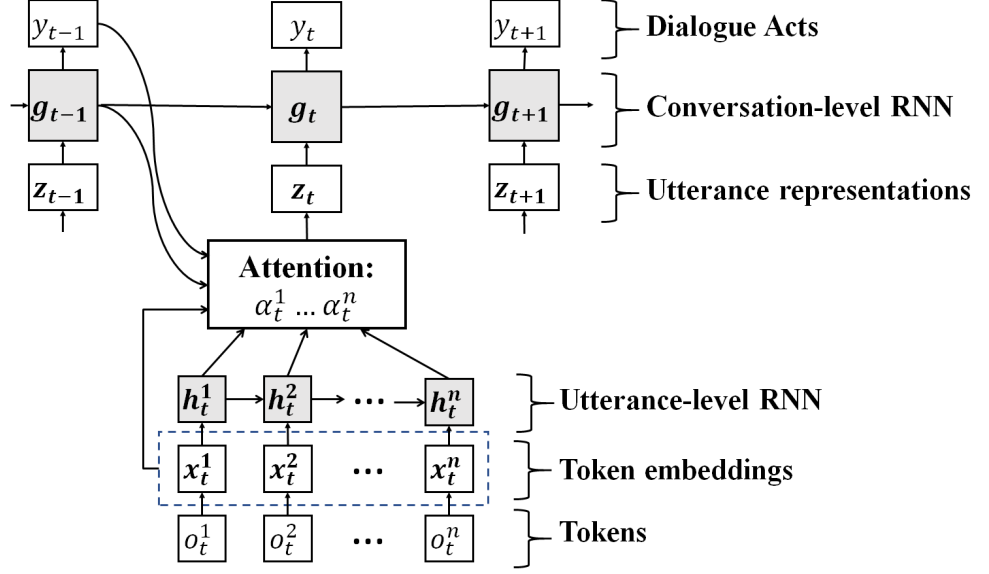 y_{t−1} y_t y_{t+1} Dialogue Acts
g_{t−1} g_t g_{t+1} Conversation-level RNN
z_{t−1} z_t z_{t+1} Utterance representations
Attention:
α_t^1 … α_t^n
h_t^1 h_t^2 … h_t^n Utterance-level RNN
x_t^1 x_t^2 … x_t^n Token embeddings
o_t^1 o_t^2 … o_t^n Tokens